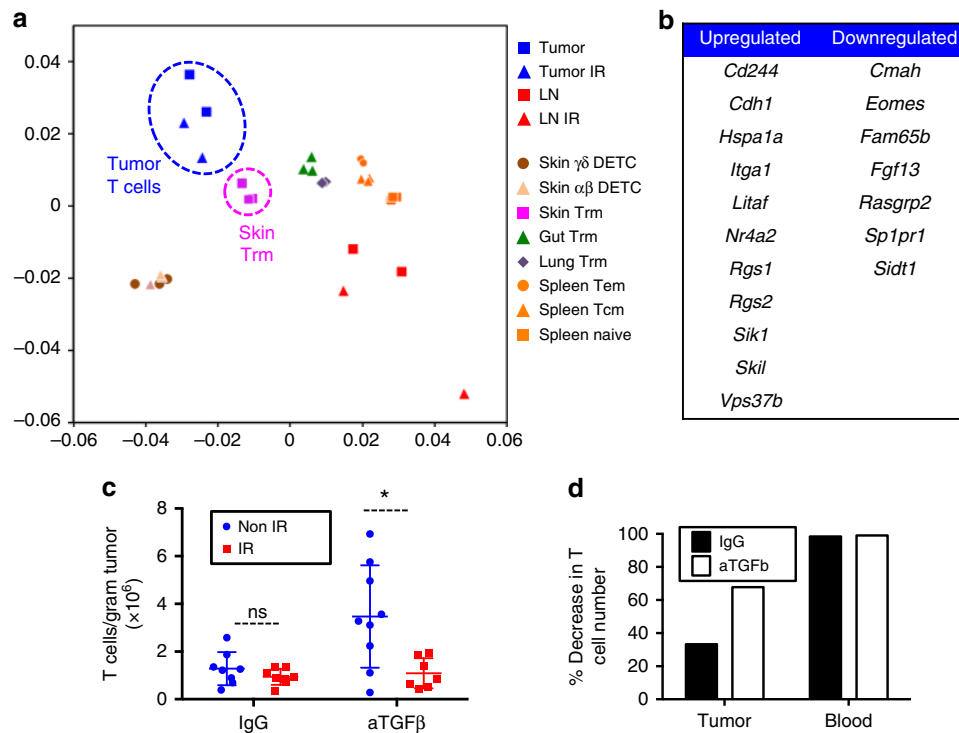 a
0.04
0.02
0
−0.02
−0.04
−0.06
−0.06
−0.04
−0.02
0
0.02
0.04
0.06
Tumor
T cells
Skin
Trm
Tumor
Tumor IR
LN
LN IR
Skin γδ DETC
Skin αβ DETC
Skin Trm
Gut Trm
Lung Trm
Spleen Tem
Spleen Tcm
Spleen naive
b
Upregulated Downregulated
Cd244 Cmah
Cdh1 Eomes
Hspa1a Fam65b
Itga1 Fgf13
Litaf Rasgrp2
Nr4a2 Sp1pr1
Rgs1 Sidt1
Rgs2
Sik1
Skil
Vps37b
c
T cells/gram tumor
(×10⁶)
8
6
4
2
0
Non IR
IR
ns
*
IgG
aTGFβ
d
% Decrease in T
cell number
100
80
60
40
20
0
IgG
aTGFb
Tumor
Blood